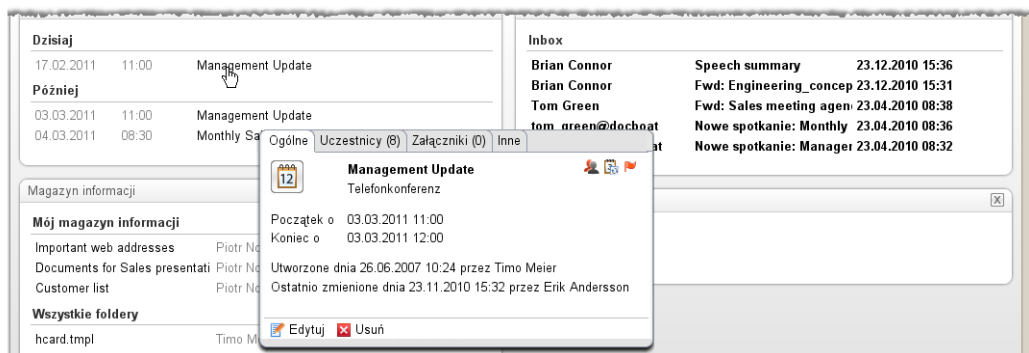 Dzisiaj
17.02.2011 11:00 Management Update
Później
03.03.2011 11:00 Management Update
04.03.2011 08:30 Monthly Sa
Inbox
Brian Connor Speech summary 23.12.2010 15:36
Brian Connor Fwd: Engineering_concep 23.12.2010 15:31
Tom Green Fwd: Sales meeting agen 23.04.2010 08:38
tom_green@docboat Nowe spotkanie: Monthly 23.04.2010 08:36
at Nowe spotkanie: Manager 23.04.2010 08:32
Ogólne Uczestnicy (8) Załączniki (0) Inne
12 Management Update
Telefonkonferenz
Początek o 03.03.2011 11:00
Koniec o 03.03.2011 12:00
Utworzone dnia 26.06.2007 10:24 przez Timo Meier
Ostatnio zmienione dnia 23.11.2010 15:32 przez Erik Andersson
Edytuj Usuń
Magazyn informacji
Mój magazyn informacji
Important web addresses Piotr No
Documents for Sales presentati Piotr No
Customer list Piotr No
Wszystkie foldery
hcard.tmpl Timo M